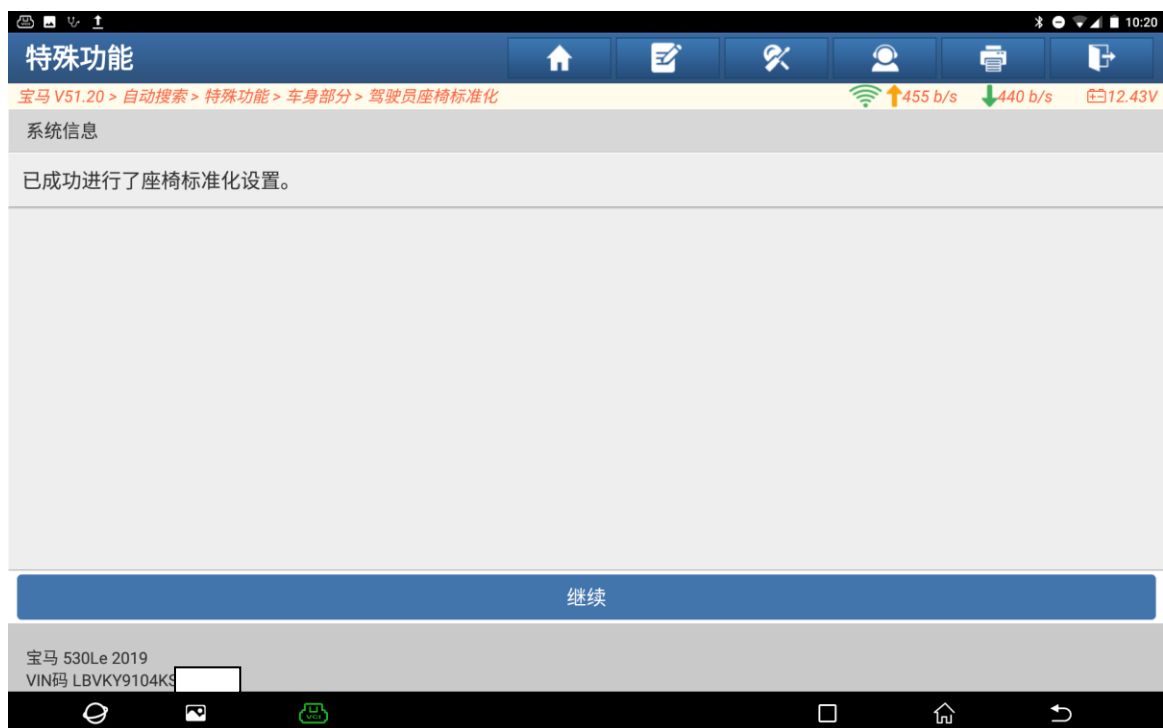 10:20
特殊功能
宝马 V51.20 > 自动搜索 > 特殊功能 > 车身部分 > 驾驶员座椅标准化 455 b/s 440 b/s 12.43V
系统信息
已成功进行了座椅标准化设置。
继续
宝马 530Le 2019
VIN码 LBVKY9104KS
VCI